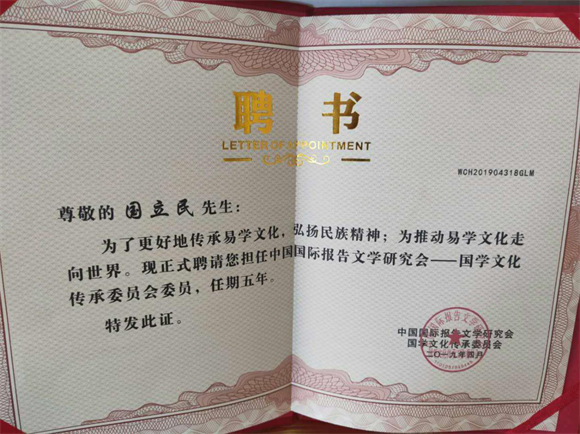 聘书
LETTER OF APPOINTMENT
WCH201904318GLM
尊敬的 国立民 先生：
为了更好地传承易学文化，弘扬民族精神；为推动易学文化走
向世界。现正式聘请您担任中国国际报告文学研究会——国学文化
传承委员会委员，任期五年。
特发此证。
中国国际报告文学研究会
国学文化传承委员会
二〇一九年四月